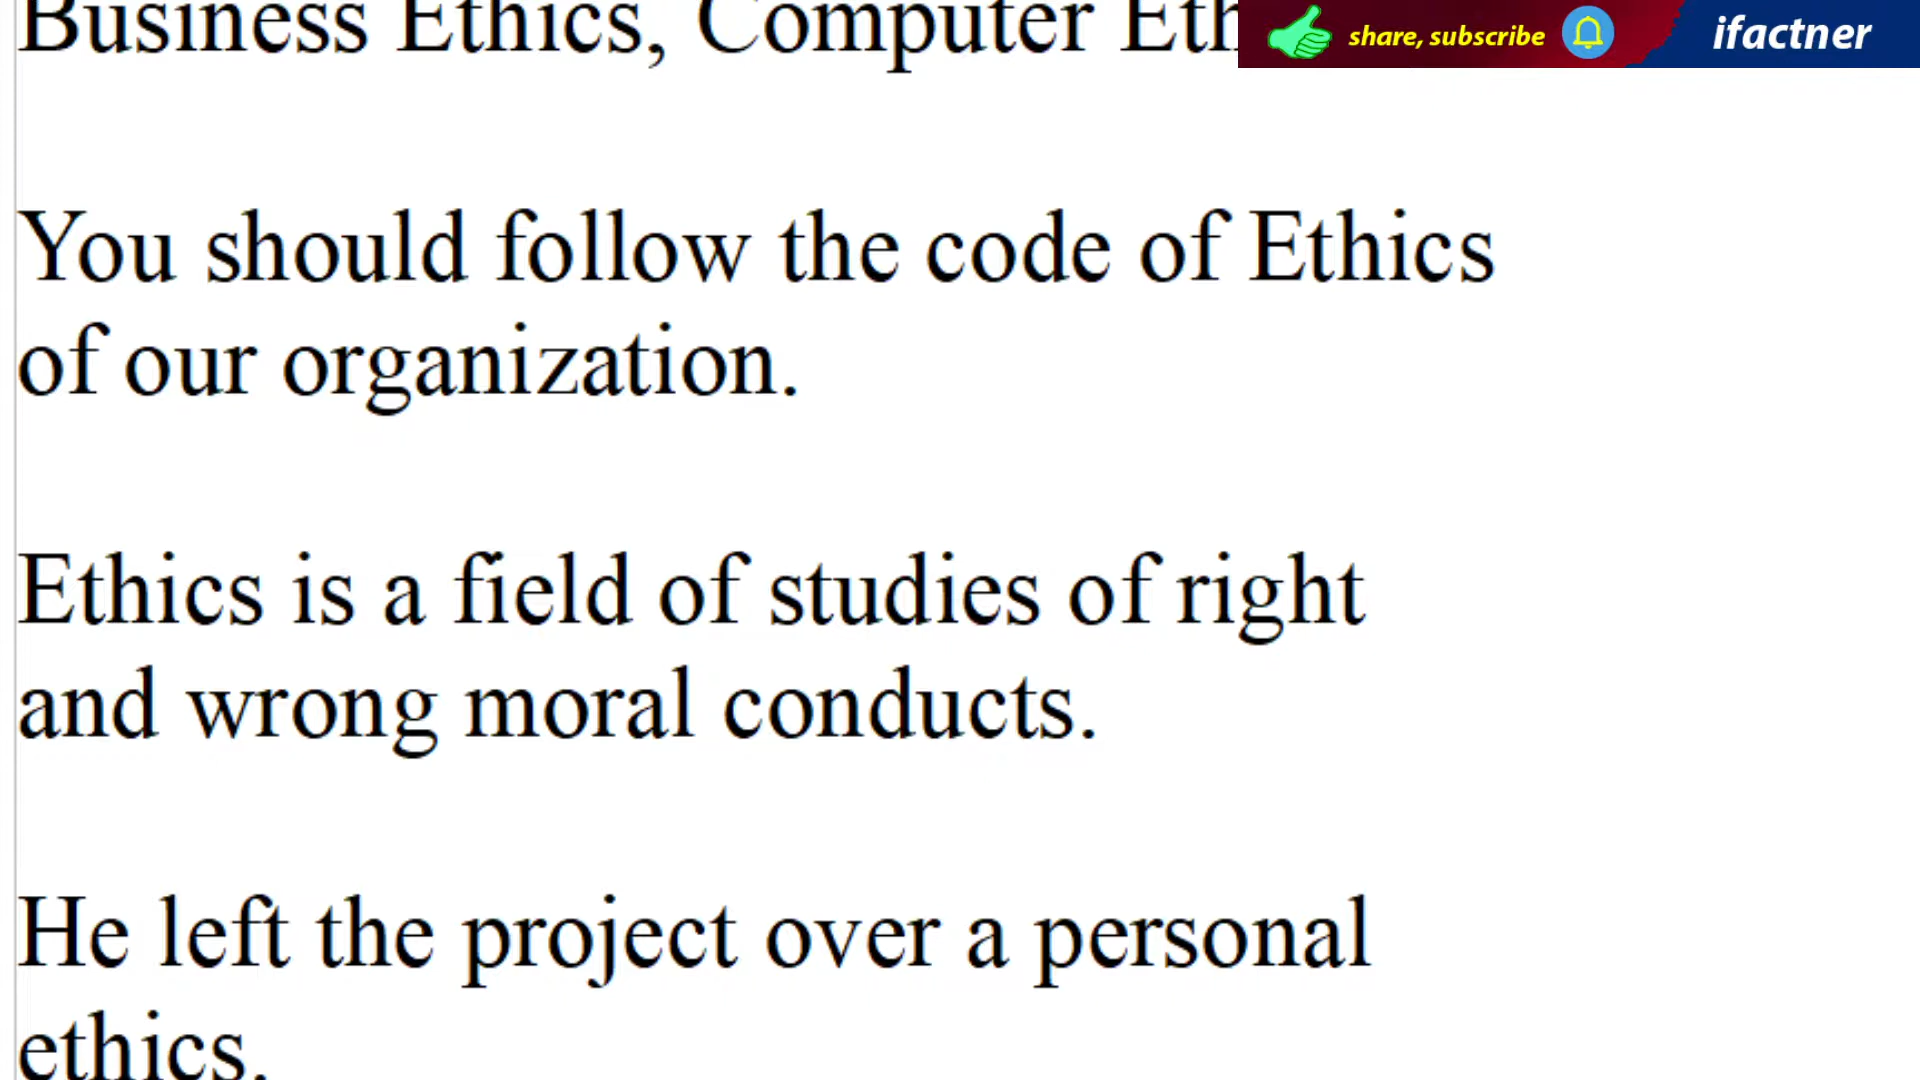 Business Ethics, Computer Eth
share, subscribe
ifactner
You should follow the code of Ethics
of our organization.
Ethics is a field of studies of right
and wrong moral conducts.
He left the project over a personal
ethics.